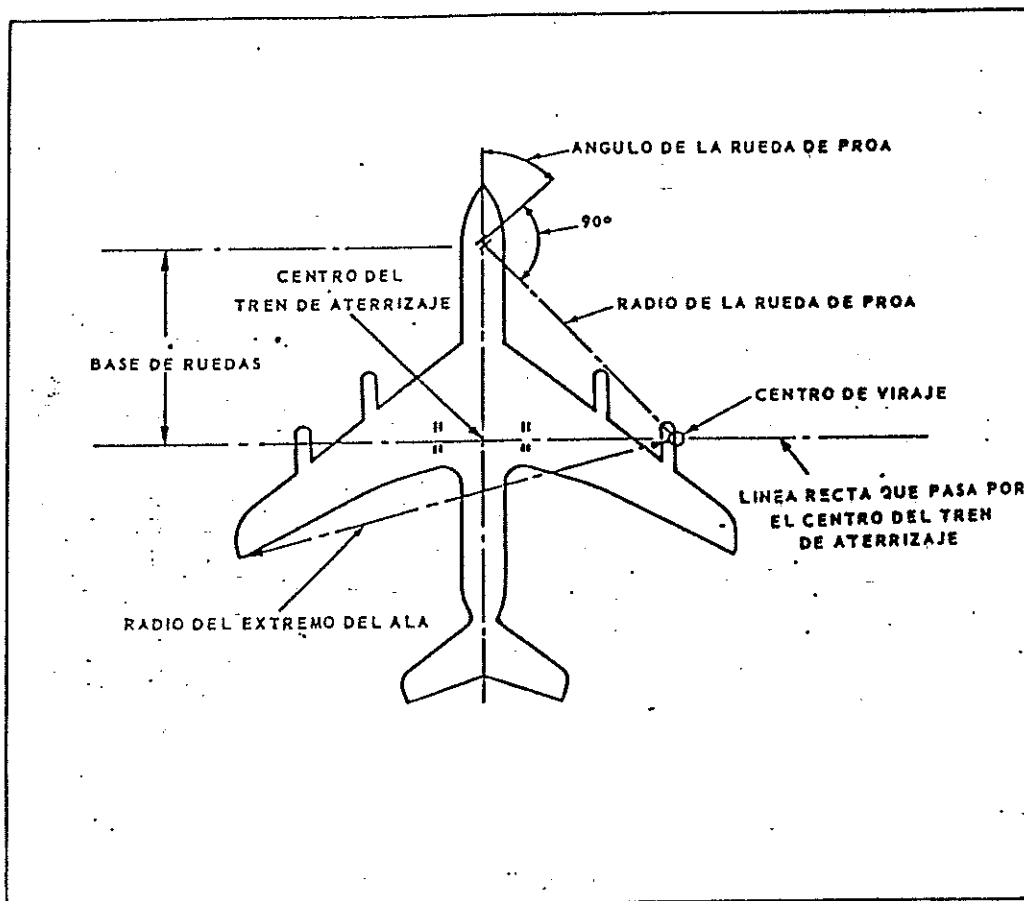 ANGULO DE LA RUEDA DE PROA
90°
CENTRO DEL
TREN DE ATERRIZAJE
RADIO DE LA RUEDA DE PROA
BASE DE RUEDAS
CENTRO DE VIRAJE
LINEA RECTA QUE PASA POR
EL CENTRO DEL TREN
DE ATERRIZAJE
RADIO DEL EXTREMO DEL ALA